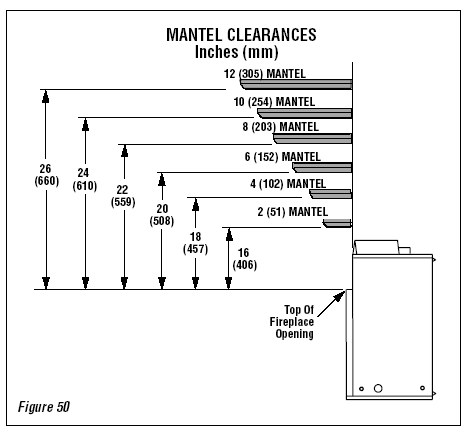 MANTEL CLEARANCES
Inches (mm)
12 (305) MANTEL
10 (254) MANTEL
8 (203) MANTEL
6 (152) MANTEL
4 (102) MANTEL
2 (51) MANTEL
26
(660)
24
(610)
22
(559)
20
(508)
18
(457)
16
(406)
Top Of
Fireplace
Opening
Figure 50